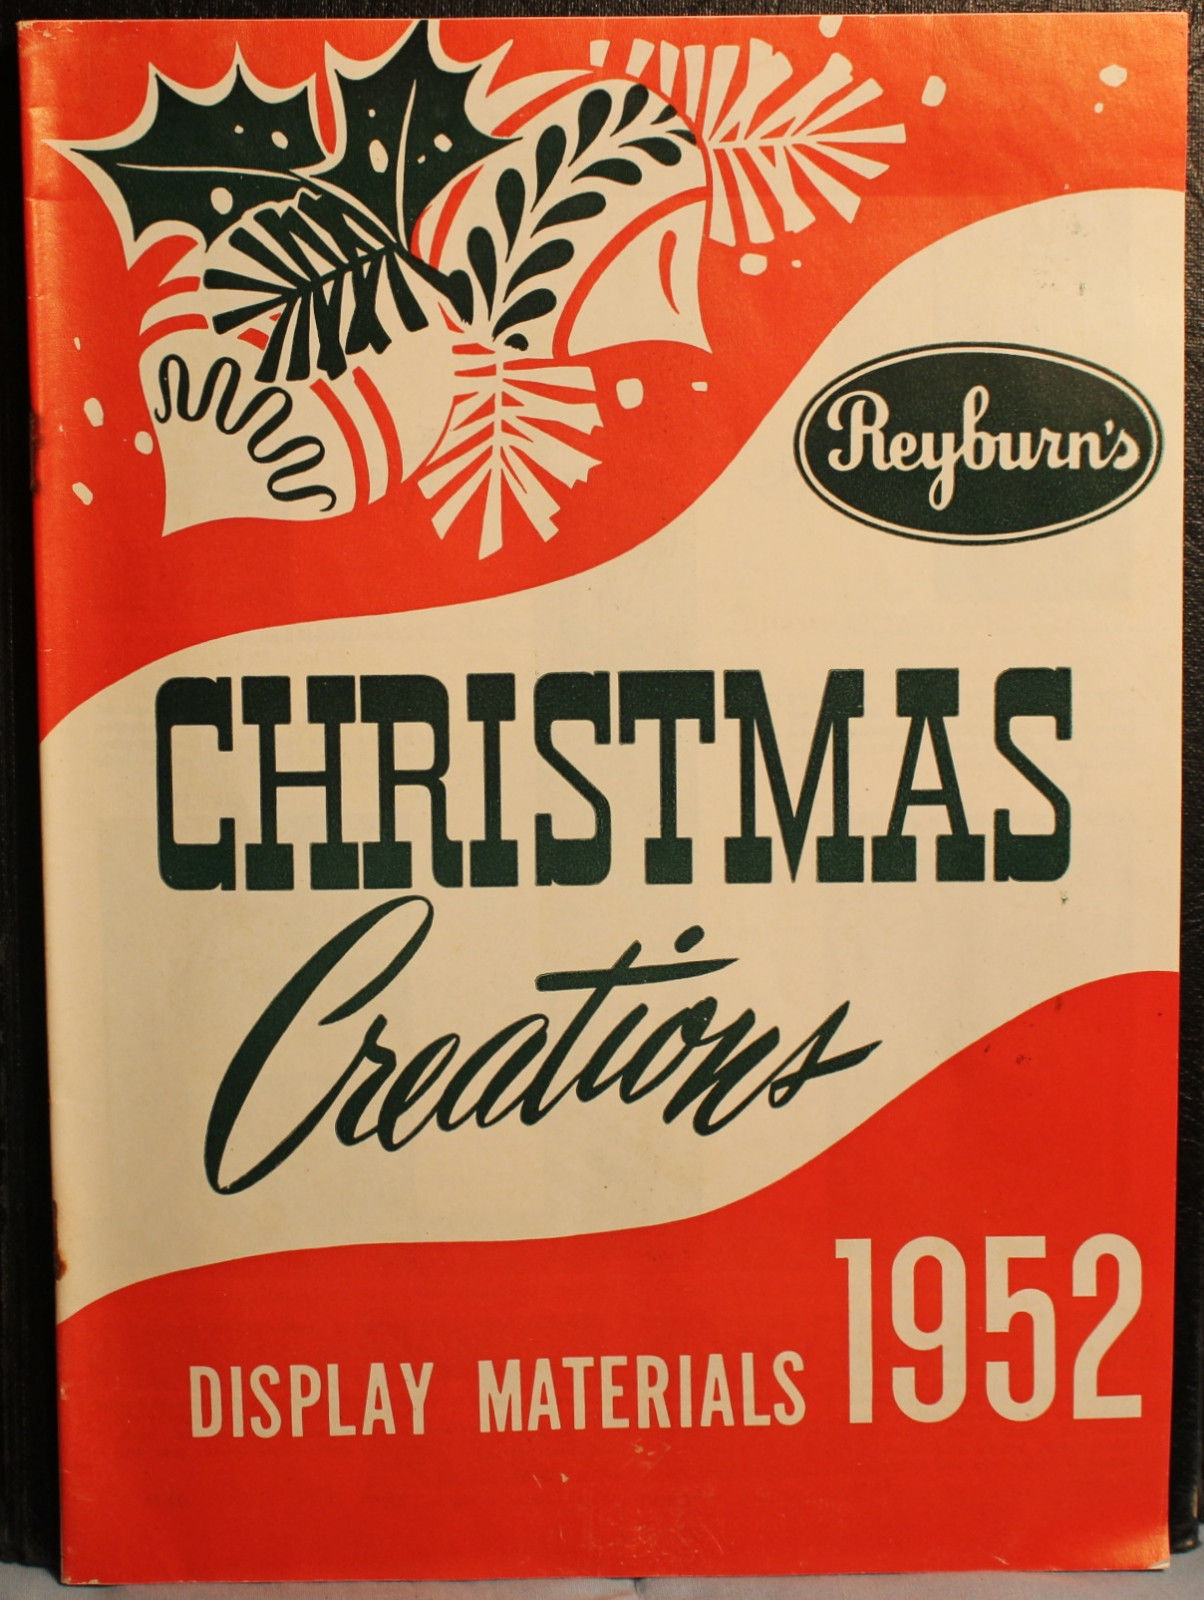 Reyburn's
CHRISTMAS
Creations
DISPLAY MATERIALS 1952